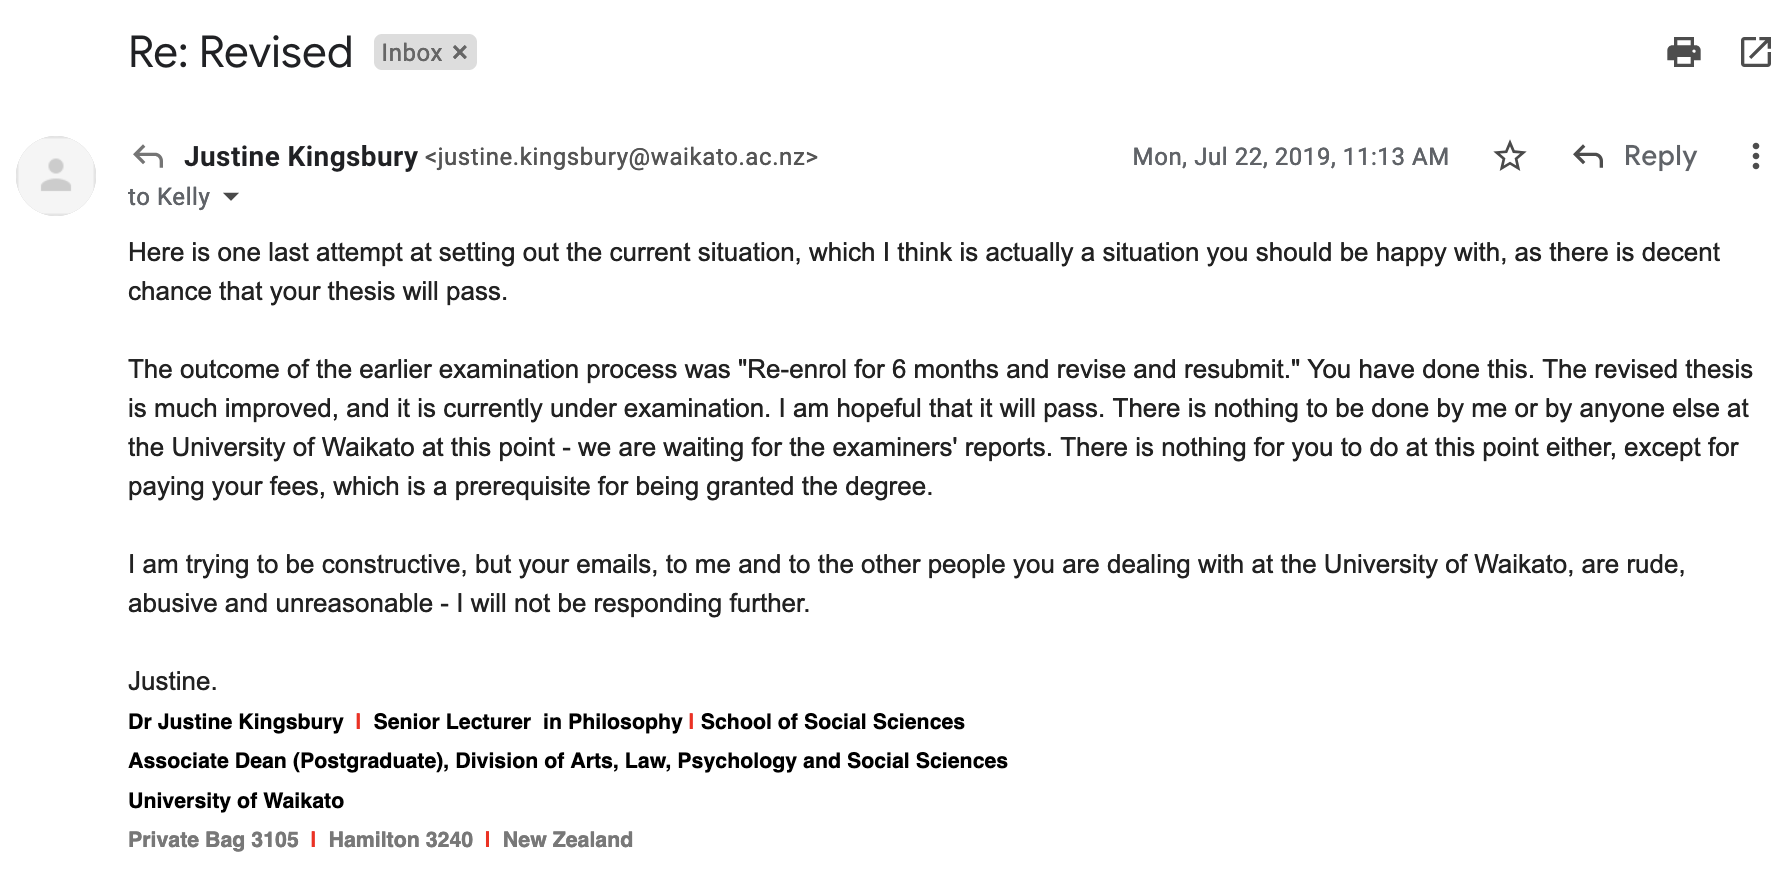 Re: Revised Inbox ×
Justine Kingsbury <justine.kingsbury@waikato.ac.nz> Mon, Jul 22, 2019, 11:13 AM Reply
to Kelly
Here is one last attempt at setting out the current situation, which I think is actually a situation you should be happy with, as there is decent
chance that your thesis will pass.
The outcome of the earlier examination process was "Re-enrol for 6 months and revise and resubmit." You have done this. The revised thesis
is much improved, and it is currently under examination. I am hopeful that it will pass. There is nothing to be done by me or by anyone else at
the University of Waikato at this point - we are waiting for the examiners' reports. There is nothing for you to do at this point either, except for
paying your fees, which is a prerequisite for being granted the degree.
I am trying to be constructive, but your emails, to me and to the other people you are dealing with at the University of Waikato, are rude,
abusive and unreasonable - I will not be responding further.
Justine.
Dr Justine Kingsbury | Senior Lecturer in Philosophy | School of Social Sciences
Associate Dean (Postgraduate), Division of Arts, Law, Psychology and Social Sciences
University of Waikato
Private Bag 3105 | Hamilton 3240 | New Zealand